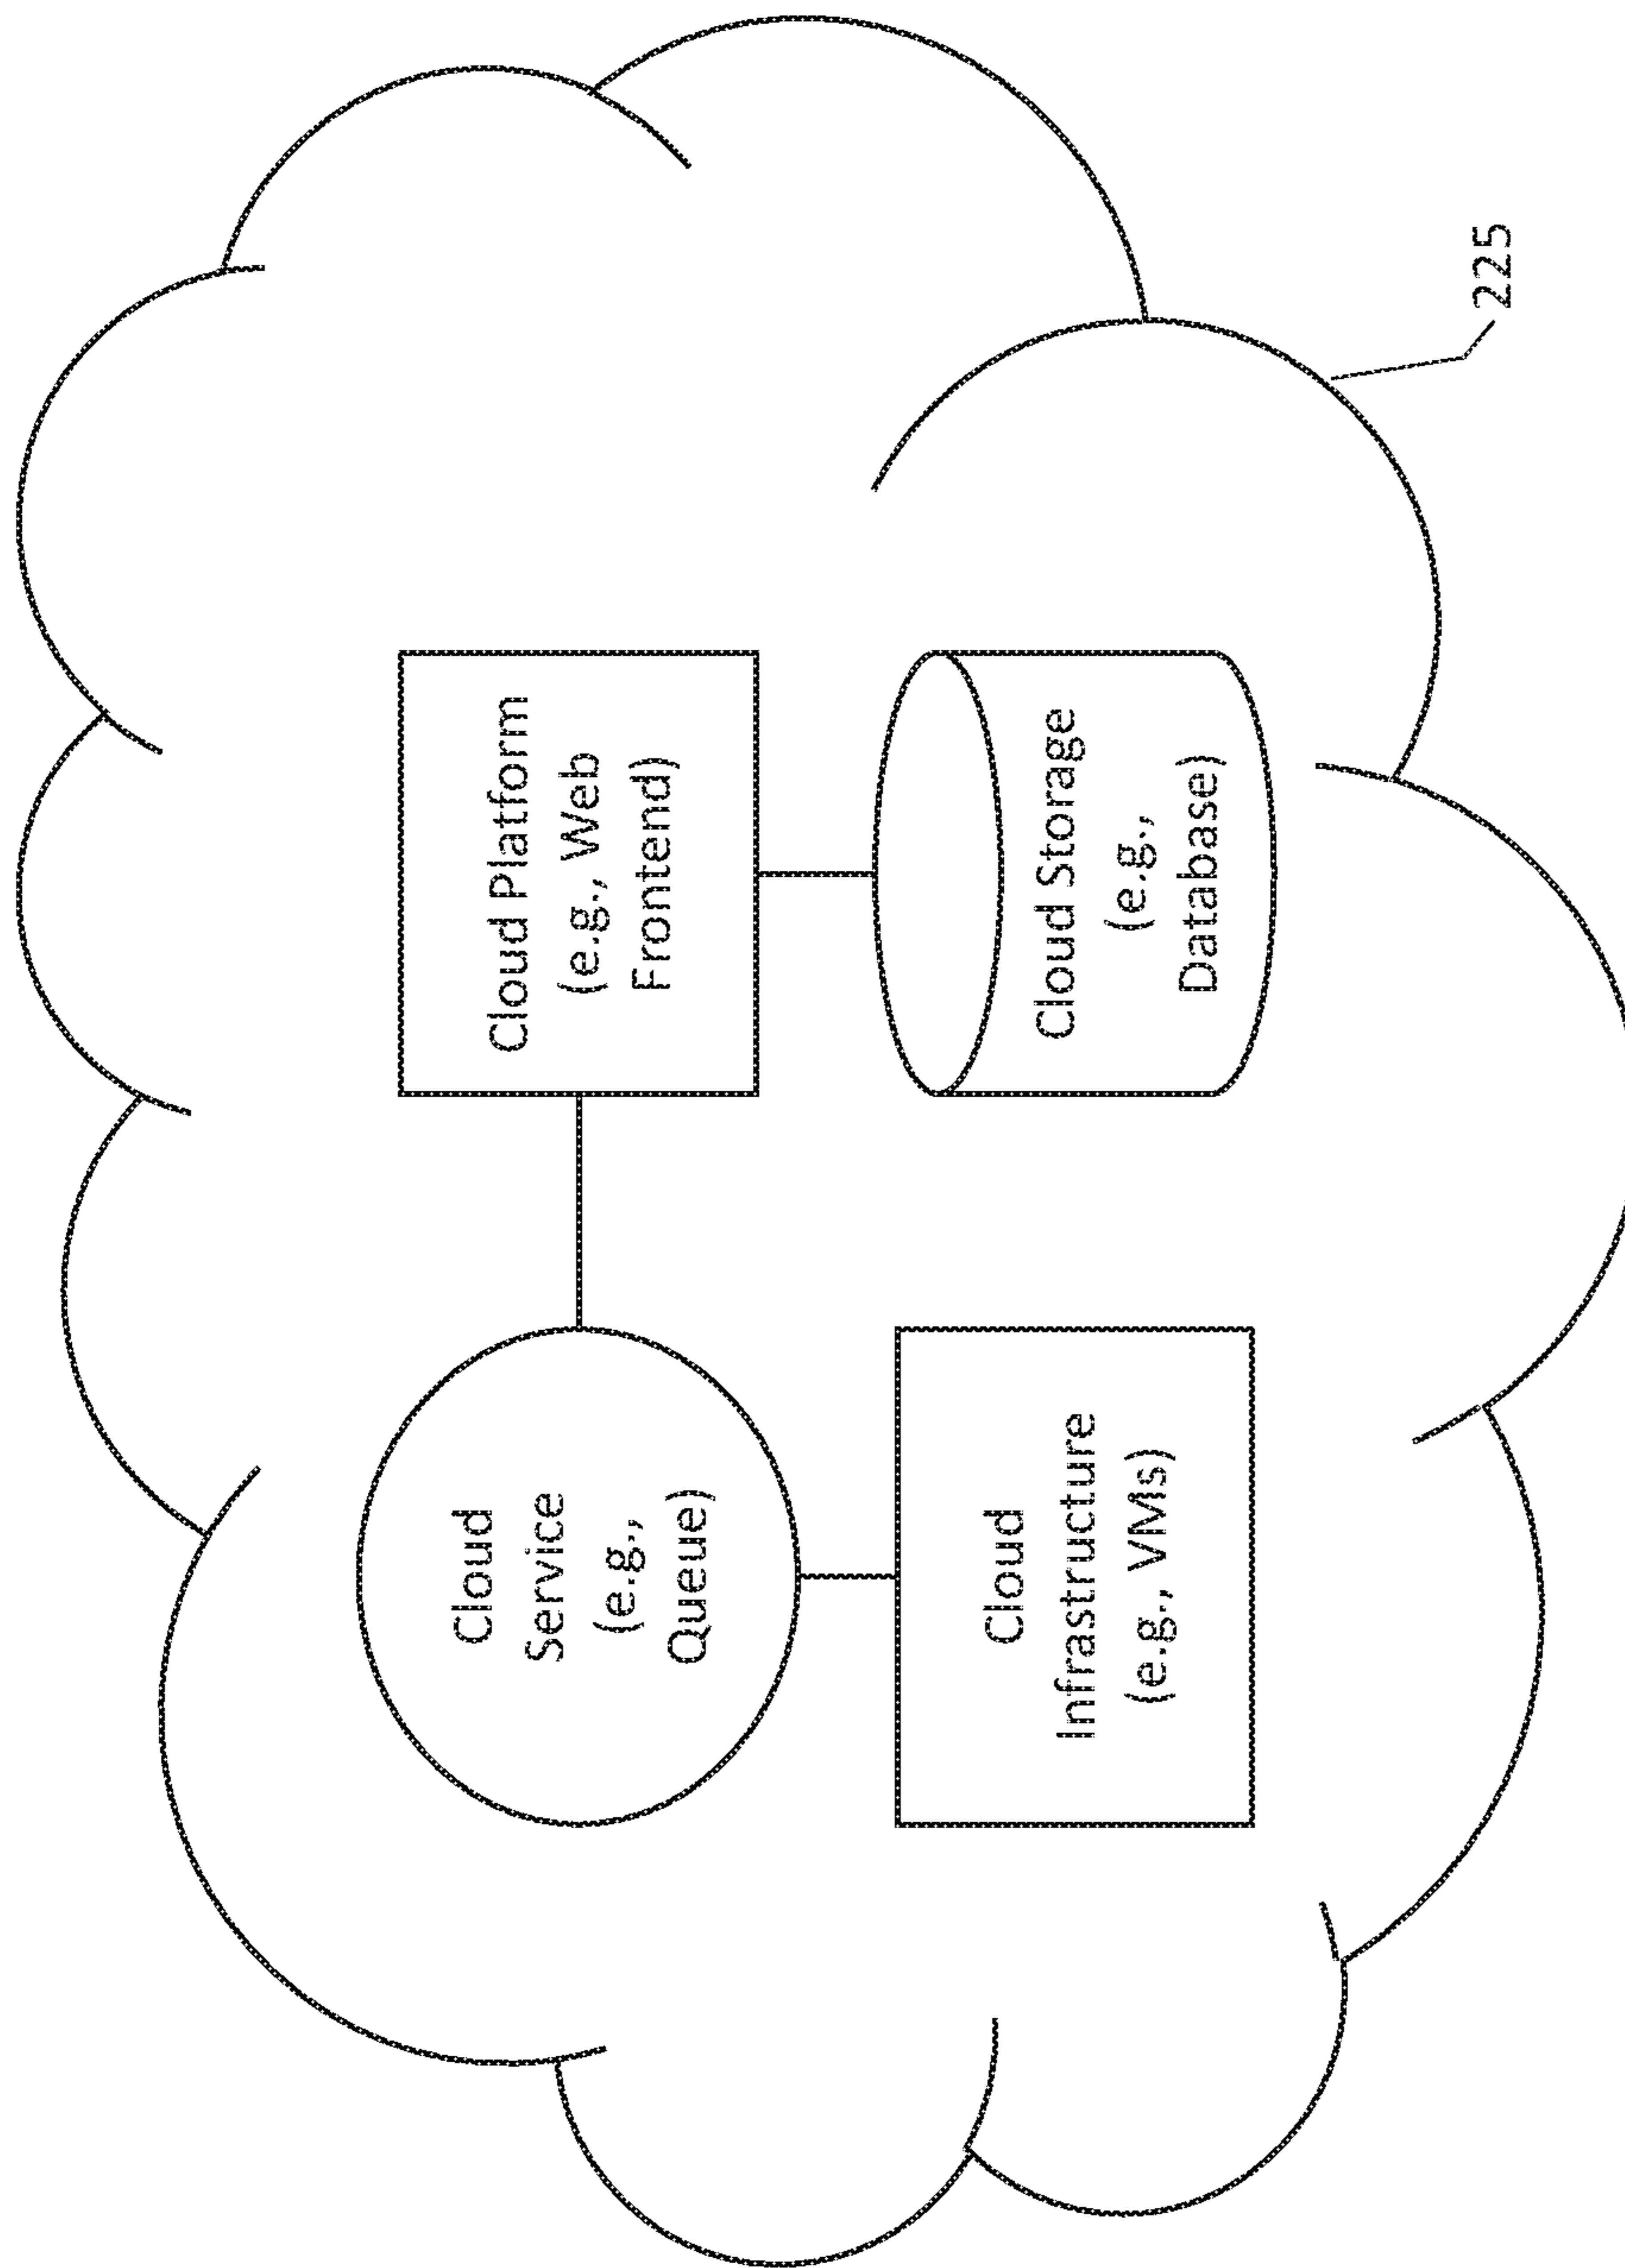 Cloud
Service
(e.g.,
Queue)
Cloud Platform
(e.g., Web
Frontend)
Cloud
Infrastructure
(e.g., VMs)
Cloud Storage
(e.g.,
Database)
225